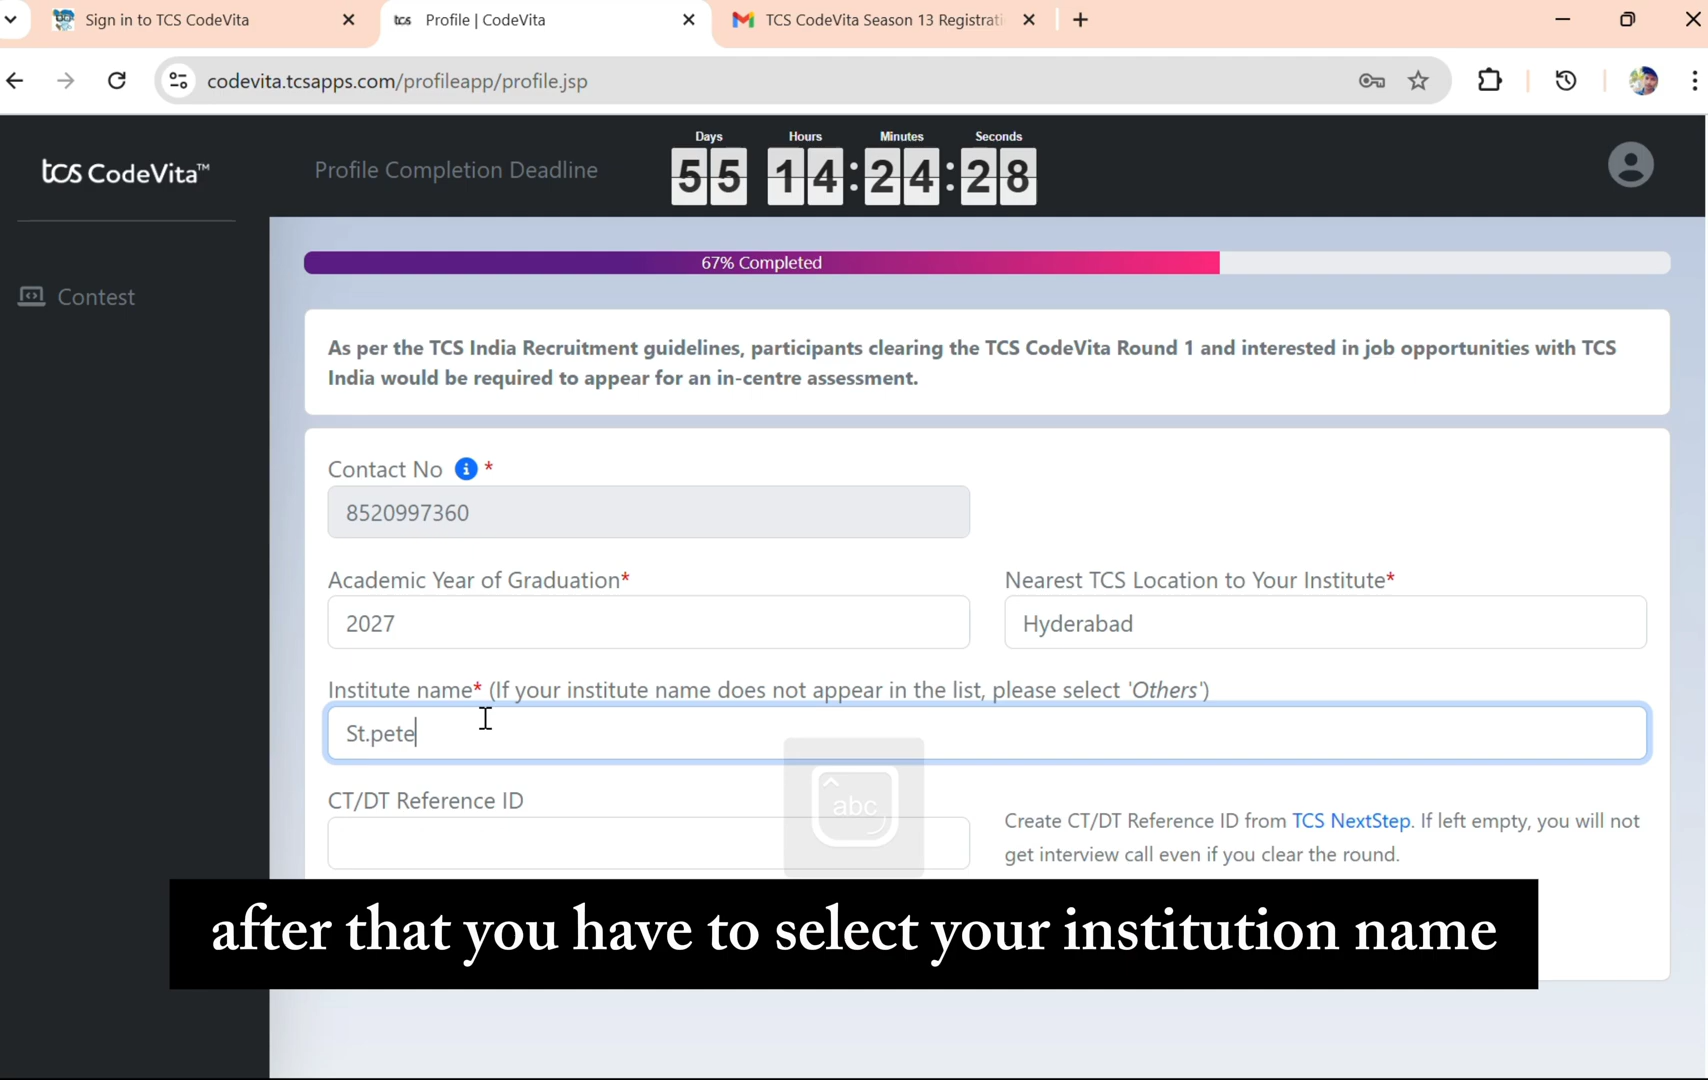 Sign in to TCS CodeVita
tcs Profile | CodeVita
TCS CodeVita Season 13 Registrati
codevita.tcsapps.com/profileapp/profile.jsp
tcs CodeVita™
Profile Completion Deadline
Days Hours Minutes Seconds
55 14:24:28
Contest
67% Completed
As per the TCS India Recruitment guidelines, participants clearing the TCS CodeVita Round 1 and interested in job opportunities with TCS
India would be required to appear for an in-centre assessment.
Contact No i *
8520997360
Academic Year of Graduation*
2027
Nearest TCS Location to Your Institute*
Hyderabad
Institute name* (If your institute name does not appear in the list, please select 'Others')
St.pete
abc
CT/DT Reference ID
Create CT/DT Reference ID from TCS NextStep. If left empty, you will not
get interview call even if you clear the round.
after that you have to select your institution name